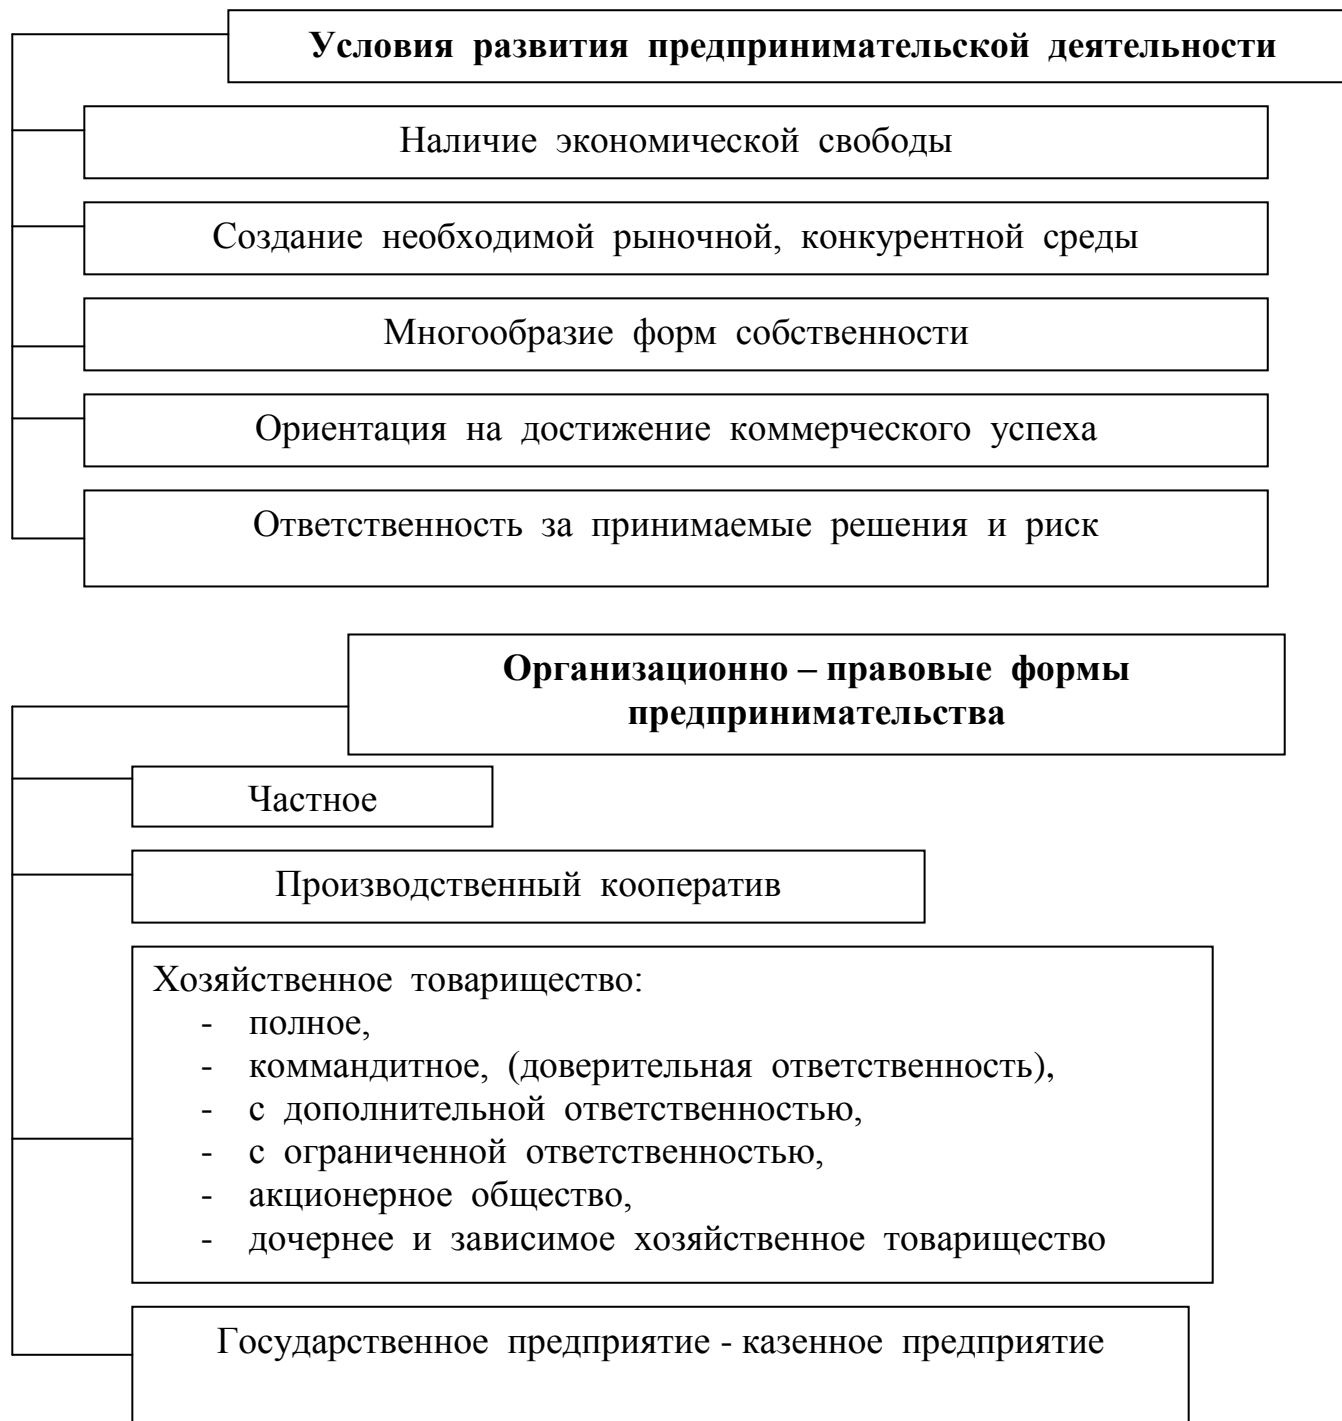 Условия развития предпринимательской деятельности
Наличие экономической свободы
Создание необходимой рыночной, конкурентной среды
Многообразие форм собственности
Ориентация на достижение коммерческого успеха
Ответственность за принимаемые решения и риск
Организационно – правовые формы
предпринимательства
Частное
Производственный кооператив
Хозяйственное товарищество:
- полное,
- коммандитное, (доверительная ответственность),
- с дополнительной ответственностью,
- с ограниченной ответственностью,
- акционерное общество,
- дочернее и зависимое хозяйственное товарищество
Государственное предприятие - казенное предприятие